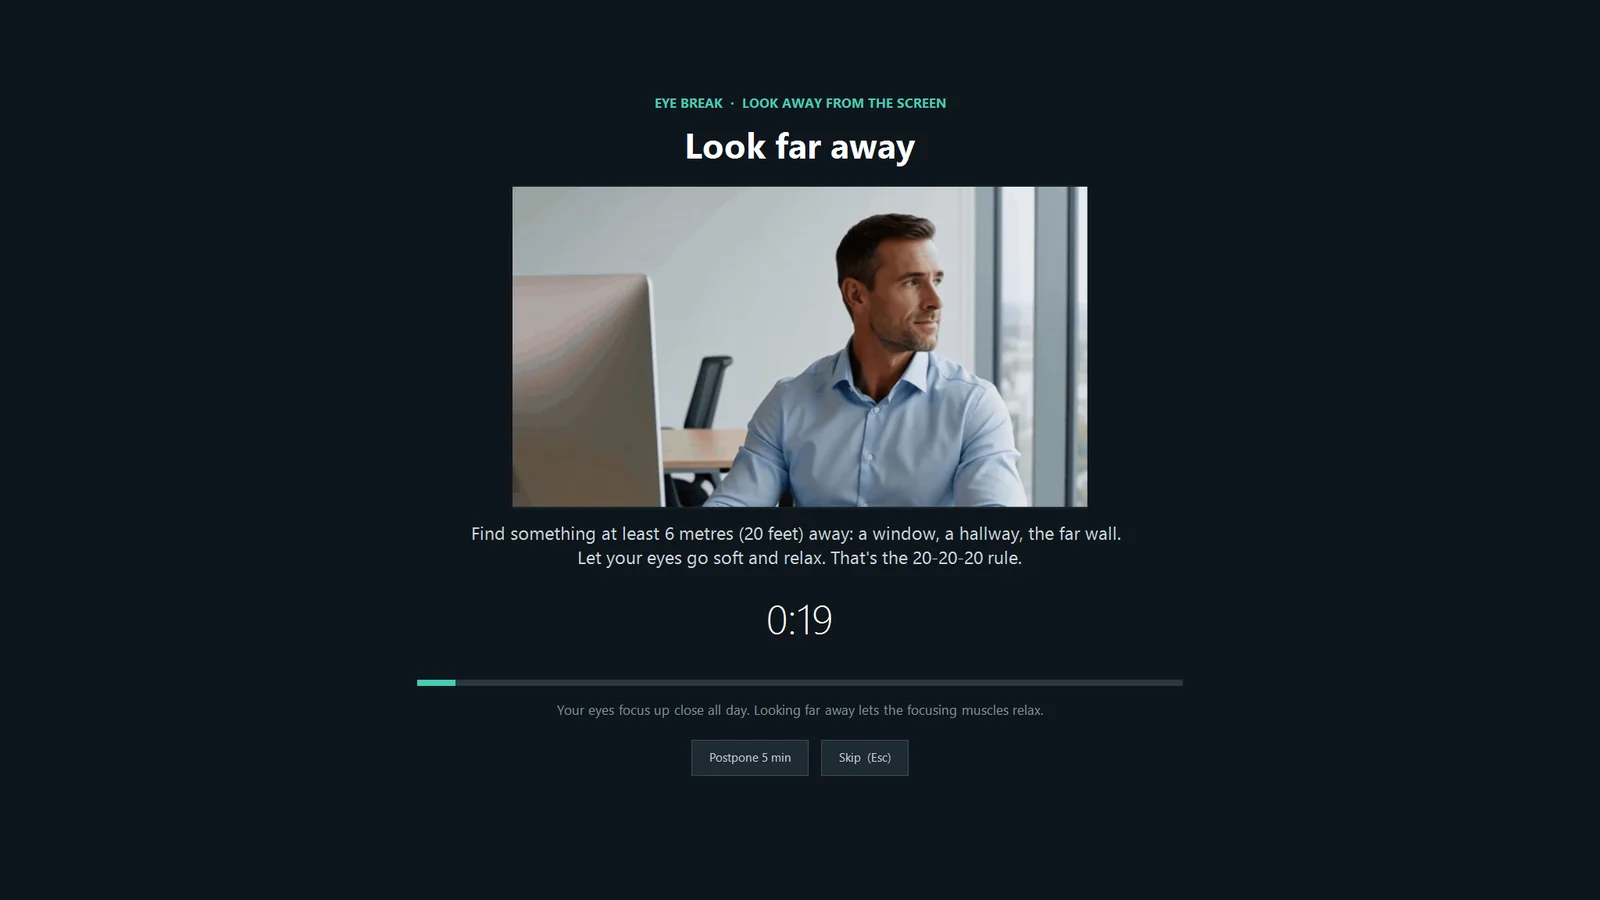 EYE BREAK · LOOK AWAY FROM THE SCREEN
Look far away
Find something at least 6 metres (20 feet) away: a window, a hallway, the far wall.
Let your eyes go soft and relax. That's the 20-20-20 rule.
0:19
Your eyes focus up close all day. Looking far away lets the focusing muscles relax.
Postpone 5 min
Skip (Esc)